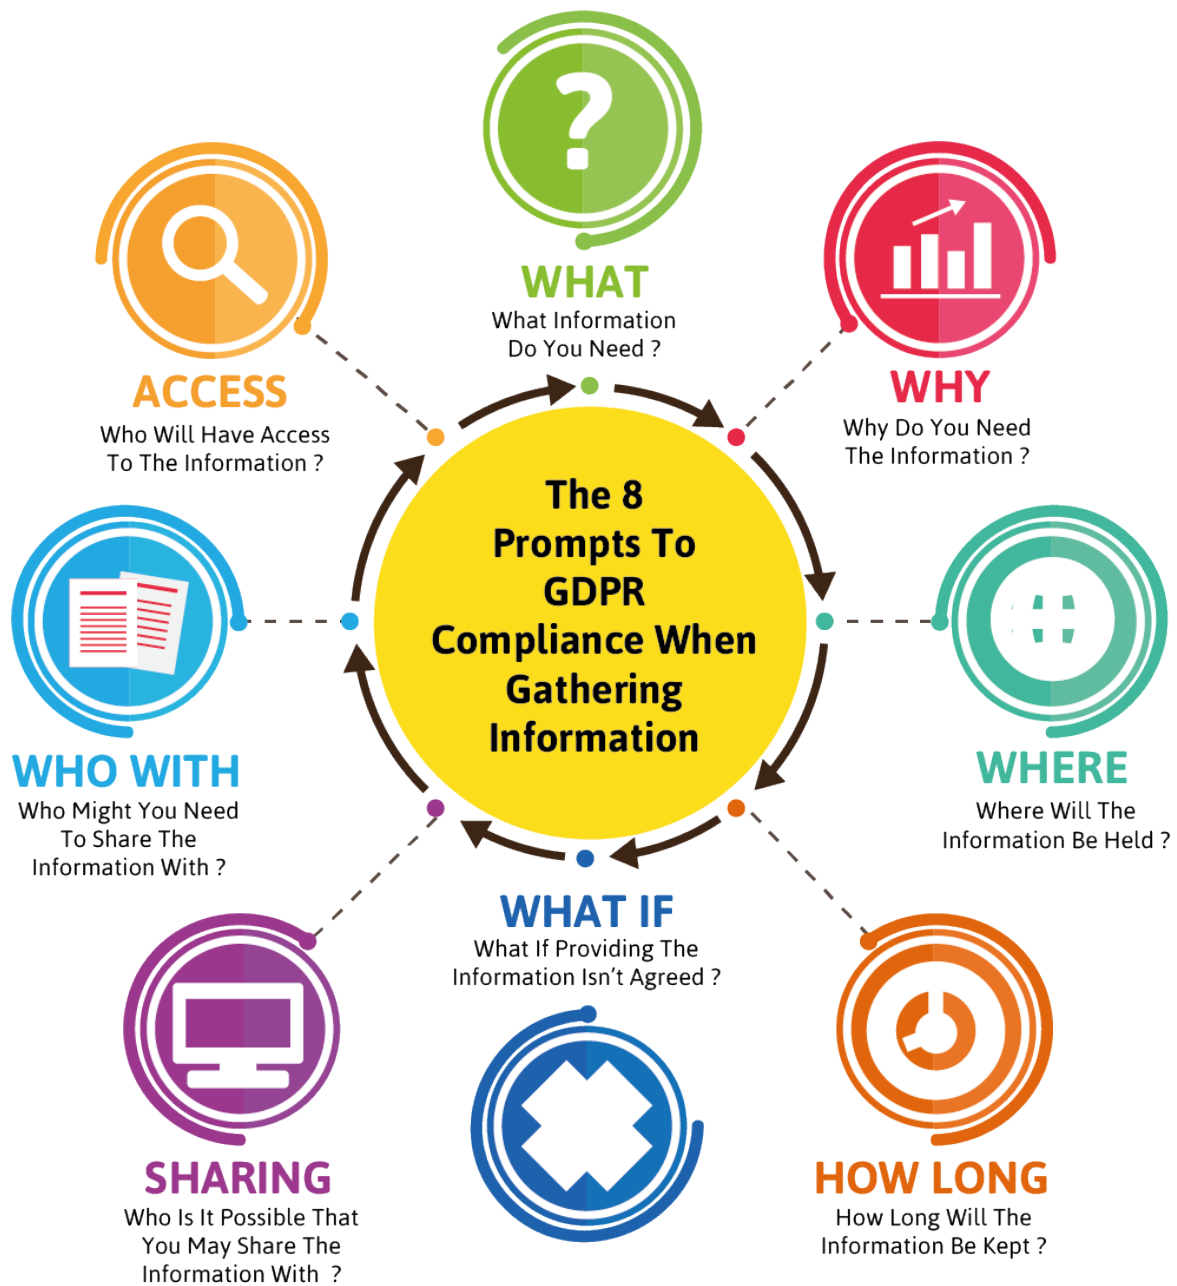 The 8
Prompts To
GDPR
Compliance When
Gathering
Information
WHAT
What Information
Do You Need ?
WHY
Why Do You Need
The Information ?
WHERE
Where Will The
Information Be Held ?
HOW LONG
How Long Will The
Information Be Kept ?
WHAT IF
What If Providing The
Information Isn’t Agreed ?
SHARING
Who Is It Possible That
You May Share The
Information With  ?
WHO WITH
Who Might You Need
To Share The
Information With ?
ACCESS
Who Will Have Access
To The Information ?